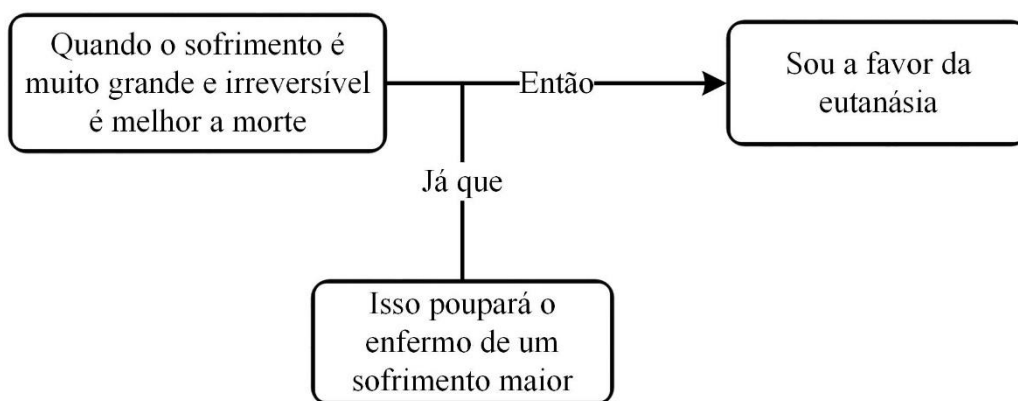 Quando o sofrimento é
muito grande e irreversível
é melhor a morte
Então
Sou a favor da
eutanásia
Já que
Isso poupará o
enfermo de um
sofrimento maior